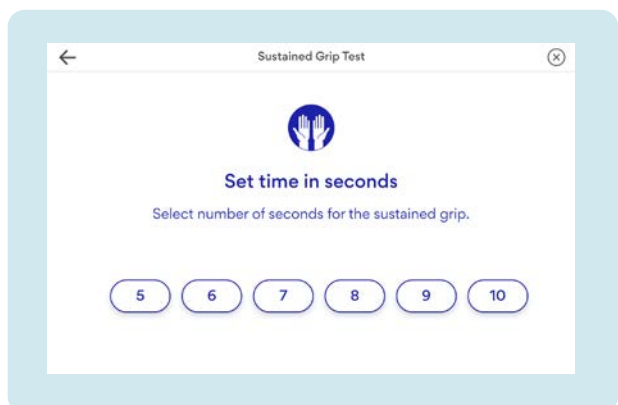 Sustained Grip Test
Set time in seconds
Select number of seconds for the sustained grip.
5 6 7 8 9 10